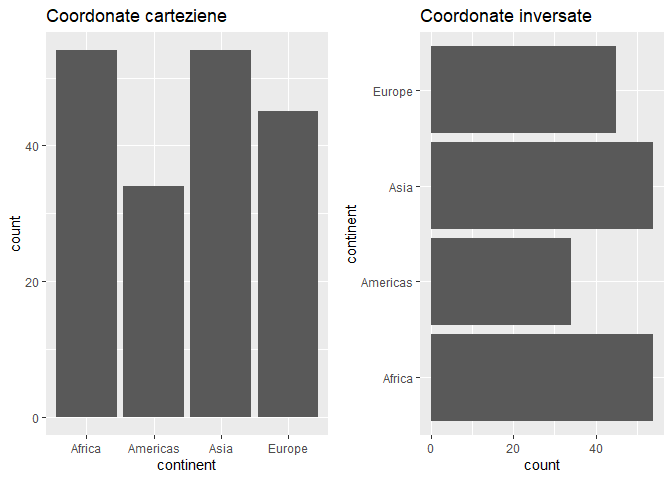 Coordonate carteziene
count
40
20
0
Africa Americas Asia Europe
continent
Coordonate inversate
continent
Europe
Asia
Americas
Africa
0 20 40
count